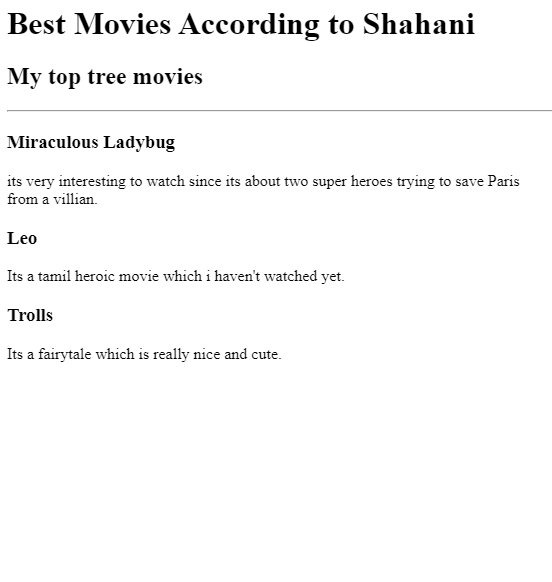 Best Movies According to Shahani
My top tree movies
Miraculous Ladybug
its very interesting to watch since its about two super heroes trying to save Paris
from a villian.
Leo
Its a tamil heroic movie which i haven't watched yet.
Trolls
Its a fairytale which is really nice and cute.